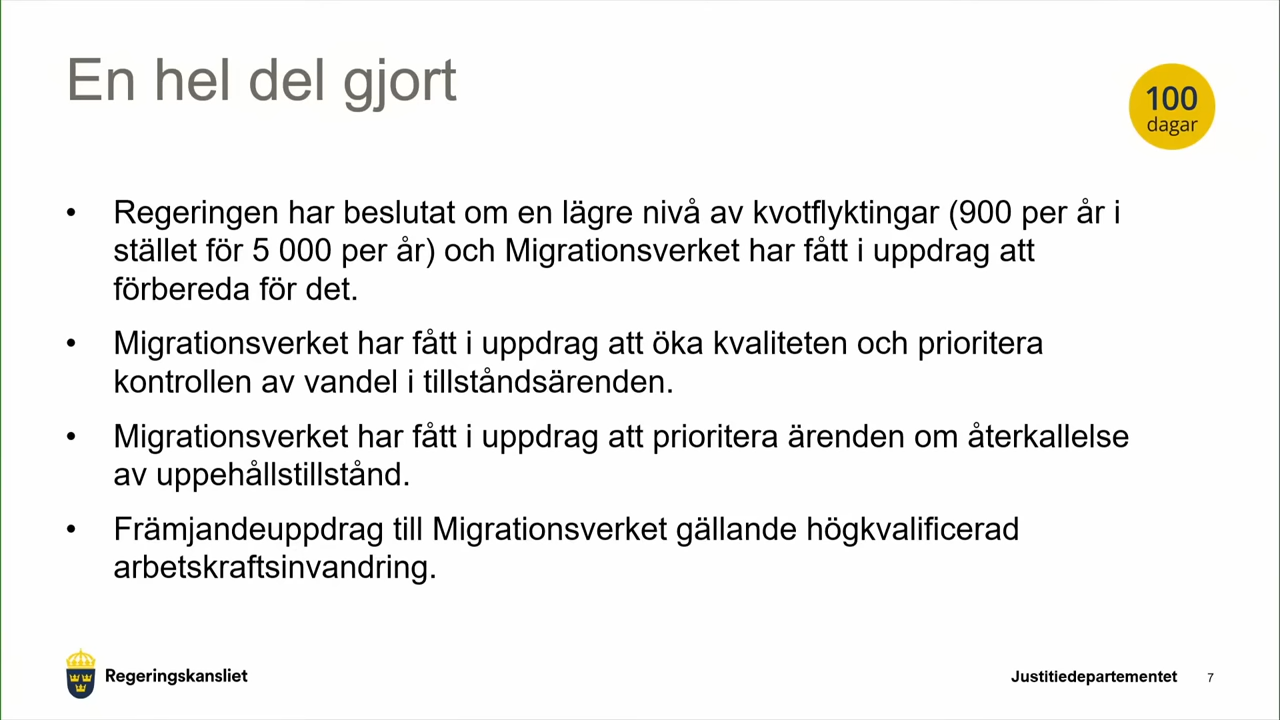 En hel del gjort
100
dagar
• Regeringen har beslutat om en lägre nivå av kvotflyktingar (900 per år i
stället för 5 000 per år) och Migrationsverket har fått i uppdrag att
förbereda för det.
• Migrationsverket har fått i uppdrag att öka kvaliteten och prioritera
kontrollen av vandel i tillståndsärenden.
• Migrationsverket har fått i uppdrag att prioritera ärenden om återkallelse
av uppehållstillstånd.
• Främjandeuppdrag till Migrationsverket gällande högkvalificerad
arbetskraftsinvandring.
Regeringskansliet
Justitiedepartementet 7